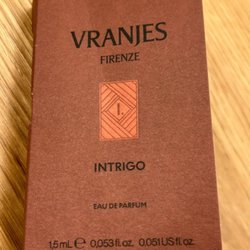 VRANJES
FIRENZE
I.
INTRIGO
EAU DE PARFUM
1.5 mL ℮ 0,053 fl. oz. 0.051 US fl. oz.